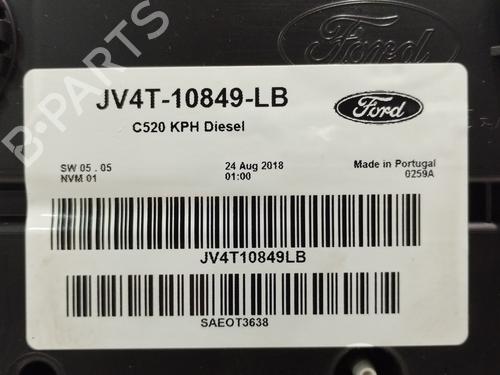 Ford
JV4T-10849-LB
Ford
C520 KPH Diesel
SW 05 . 05 24 Aug 2018 Made in Portugal
NVM 01 01:00 0259A
JV4T10849LB
SAEOT3638
B-PARTS